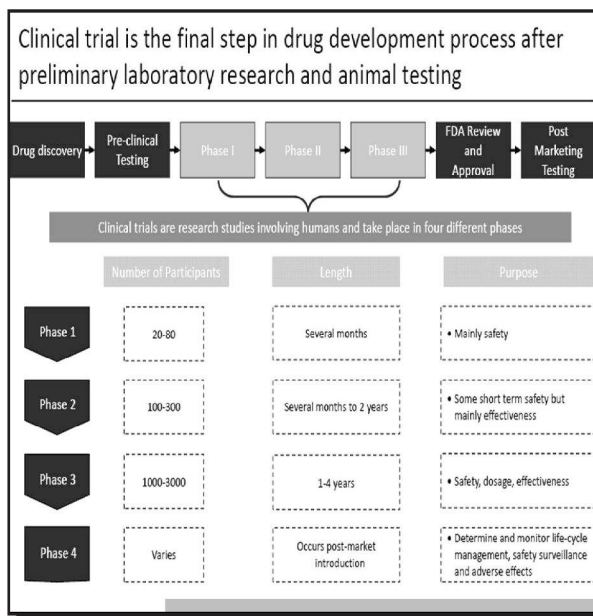 Clinical trial is the final step in drug development process after
preliminary laboratory research and animal testing
Drug discovery
Pre-clinical
Testing
Phase I
Phase II
Phase III
FDA Review
and
Approval
Post
Marketing
Testing
Clinical trials are research studies involving humans and take place in four different phases
Number of Participants
Length
Purpose
Phase 1
20-80
Several months
• Mainly safety
Phase 2
100-300
Several months to 2 years
• Some short term safety but
mainly effectiveness
Phase 3
1000-3000
1-4 years
• Safety, dosage, effectiveness
Phase 4
Varies
Occurs post-market
introduction
• Determine and monitor life-cycle
management, safety surveillance
and adverse effects